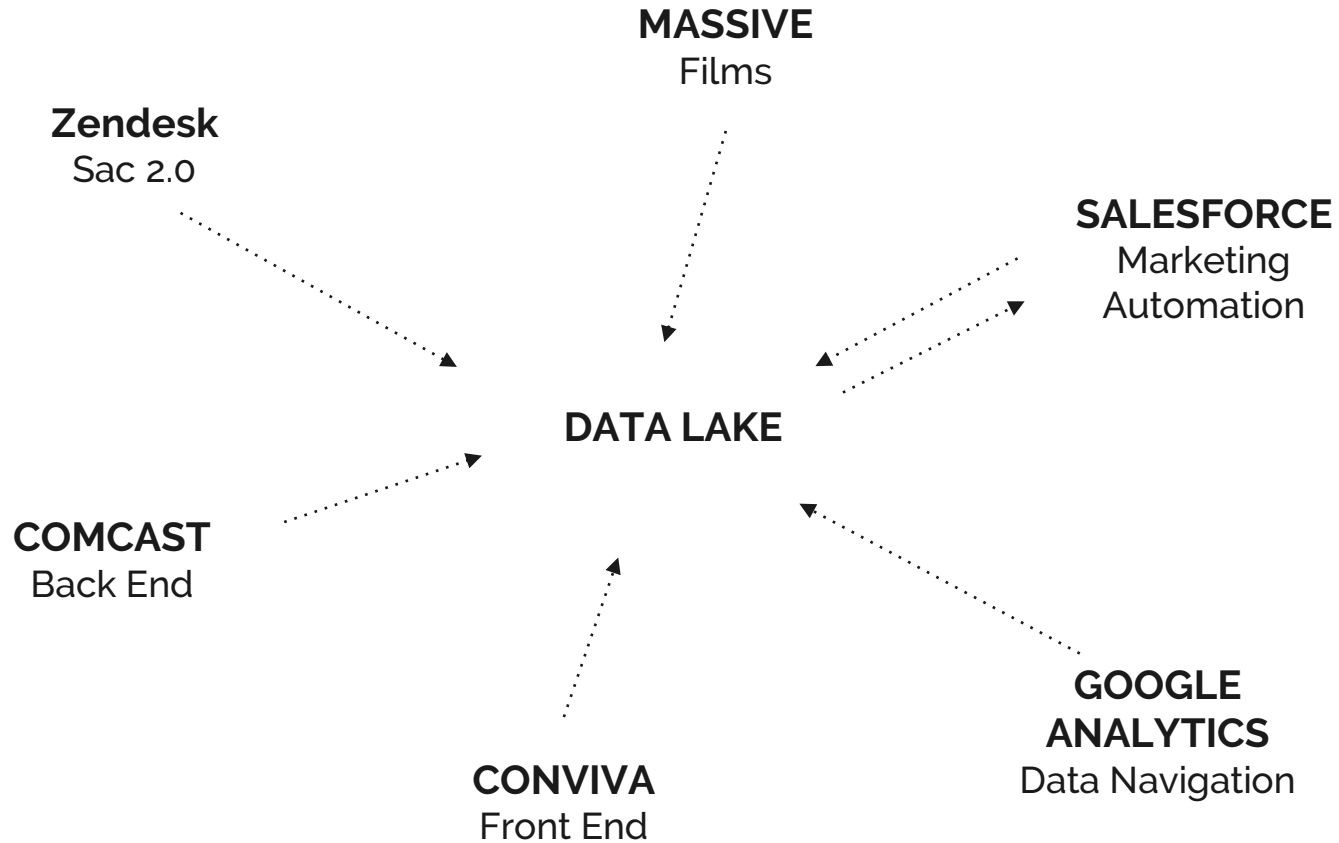 MASSIVE
Films
Zendesk
Sac 2.0
SALESFORCE
Marketing
Automation
DATA LAKE
COMCAST
Back End
GOOGLE
ANALYTICS
Data Navigation
CONVIVA
Front End